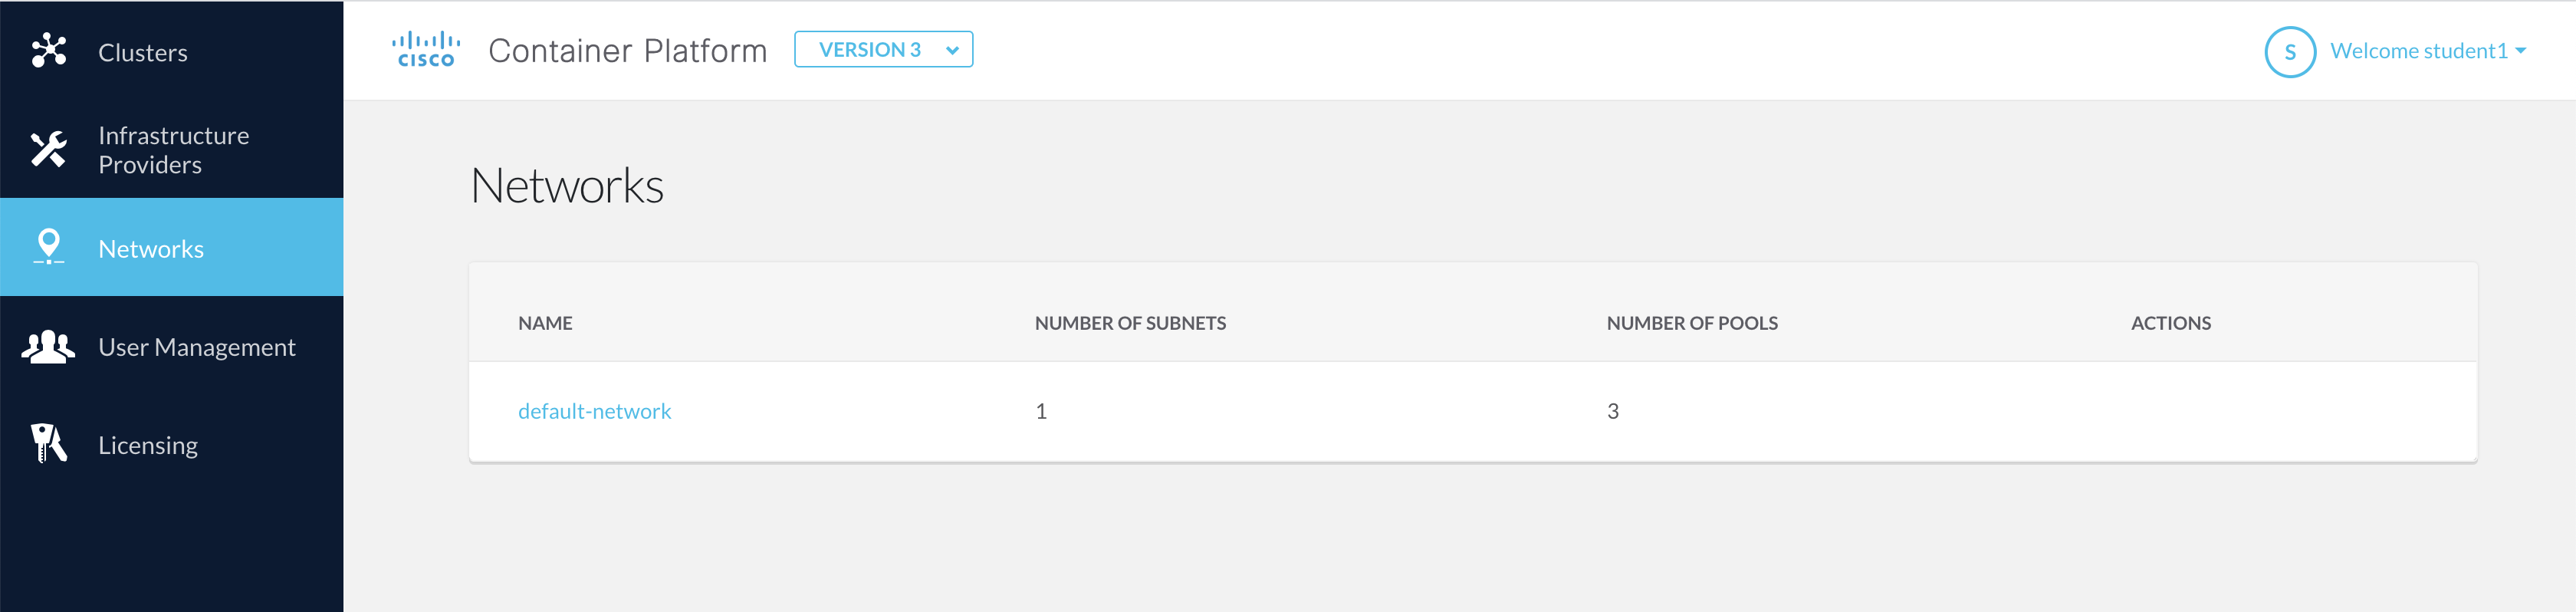 Clusters
Infrastructure
Providers
Networks
User Management
Licensing
CISCO Container Platform VERSION 3
S Welcome student1
Networks
NAME NUMBER OF SUBNETS NUMBER OF POOLS ACTIONS
default-network 1 3